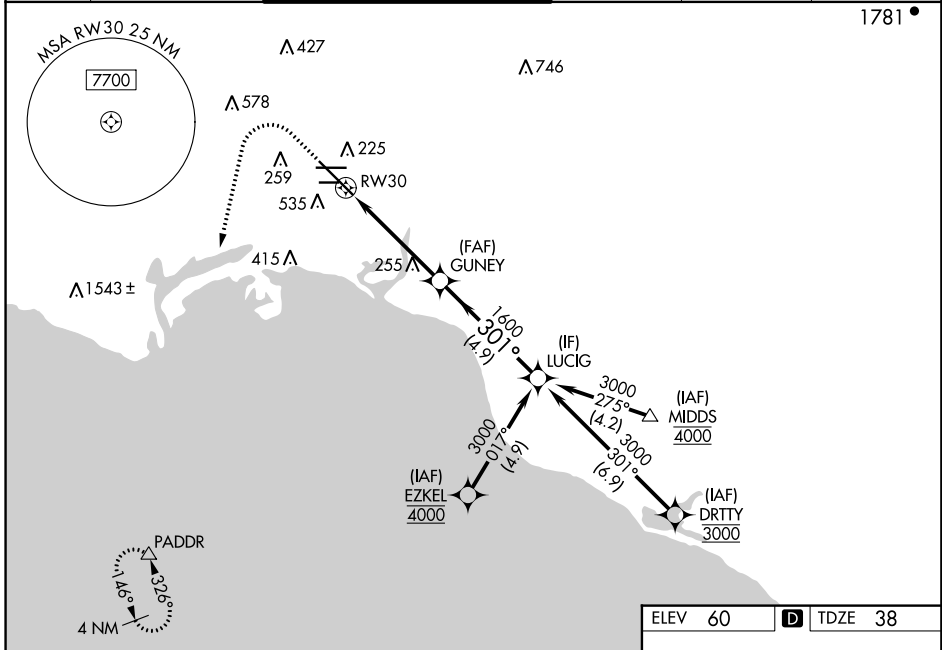 1781
MSA RW30 25 NM
7700
427
746
578
225
259
RW30
535
415
255
(FAF)
GUNEY
1543 ±
1600
301°
(4.9)
(IF)
LUCIG
3000
275°
(4.2)
(IAF)
MIDDS
4000
3000
017°
(4.9)
3000
301°
(6.9)
(IAF)
EZKEL
4000
(IAF)
DRTTY
3000
PADDR
146°
326°
4 NM
ELEV 60 D TDZE 38